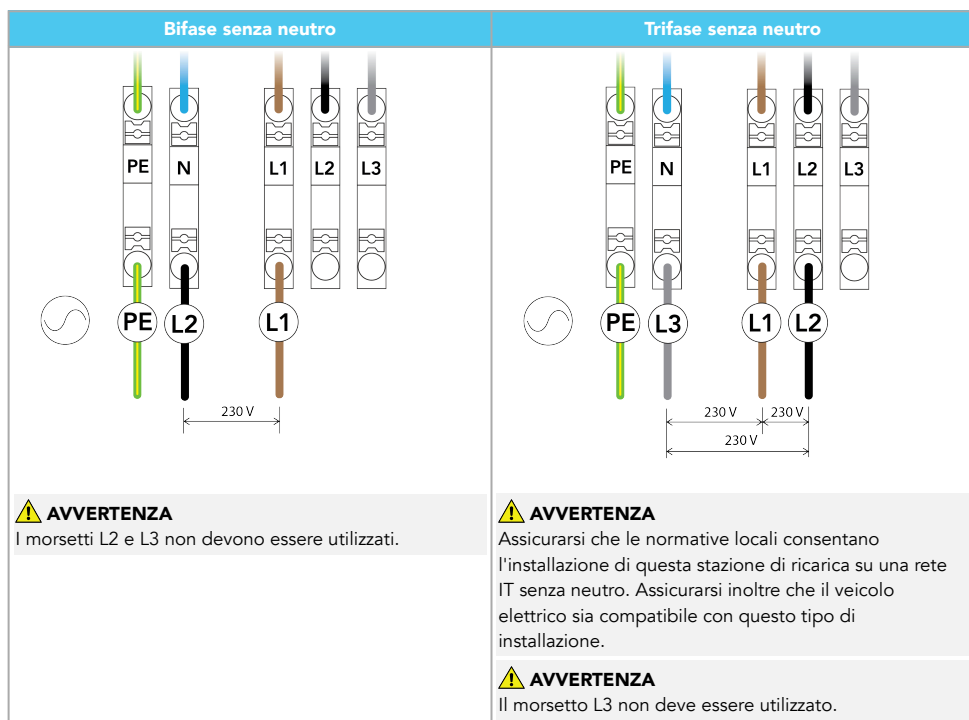 Bifase senza neutro
PE N L1 L2 L3
PE L2 L1
230 V
⚠ AVVERTENZA
I morsetti L2 e L3 non devono essere utilizzati.
Trifase senza neutro
PE N L1 L2 L3
PE L3 L1 L2
230 V 230 V
230 V
⚠ AVVERTENZA
Assicurarsi che le normative locali consentano
l'installazione di questa stazione di ricarica su una rete
IT senza neutro. Assicurarsi inoltre che il veicolo
elettrico sia compatibile con questo tipo di
installazione.
⚠ AVVERTENZA
Il morsetto L3 non deve essere utilizzato.